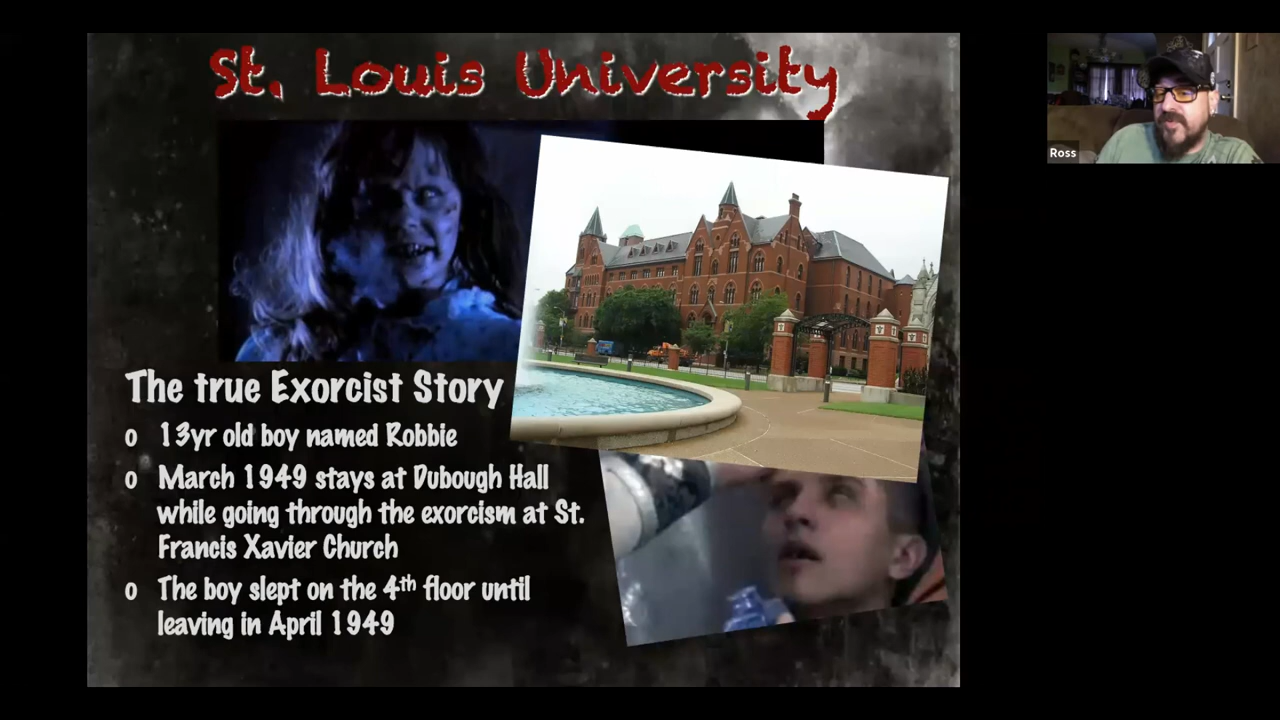 St. Louis University
Ross
The true Exorcist Story
o 13yr old boy named Robbie
o March 1949 stays at Dubough Hall
while going through the exorcism at St.
Francis Xavier Church
o The boy slept on the 4th floor until
leaving in April 1949